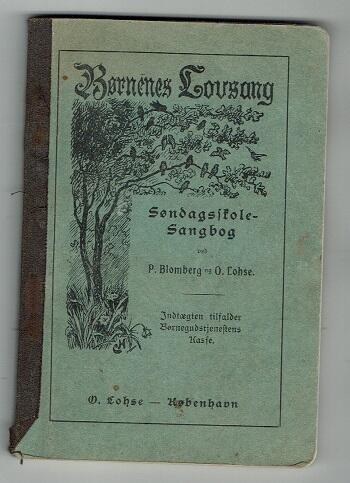 Børnenes Lovsang
Søndagsskole-
Sangbog
ved
P. Blomberg og O. Lohse.
Indtægten tilfalder
Børnegudstjenestens
Kasse.
O. Lohse — København